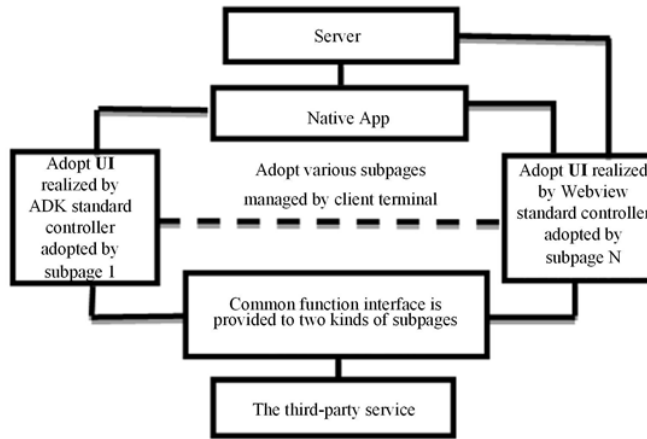 Server
Native App
Adopt UI
realized by
ADK standard
controller
adopted by
subpage 1
Adopt various subpages
managed by client terminal
Adopt UI realized
by Webview
standard controller
adopted by
subpage N
Common function interface is
provided to two kinds of subpages
The third-party service